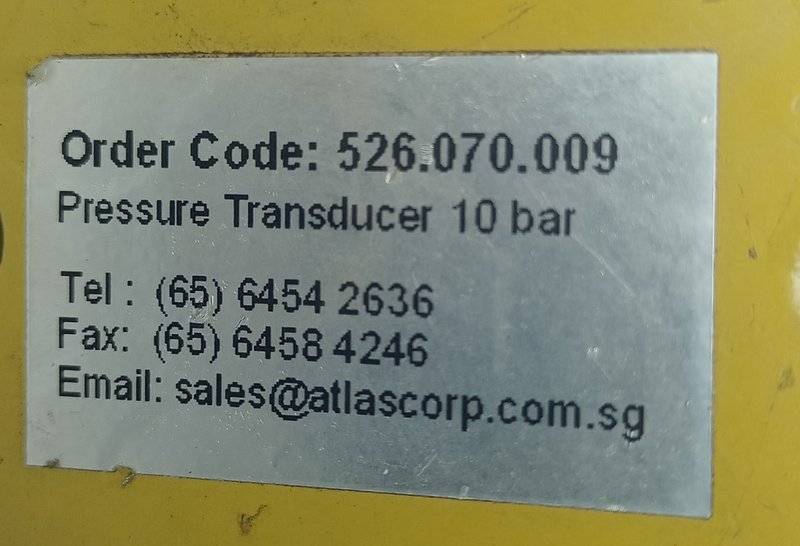 Order Code: 526.070.009
Pressure Transducer 10 bar
Tel : (65) 6454 2636
Fax: (65) 6458 4246
Email: sales@atlascorp.com.sg